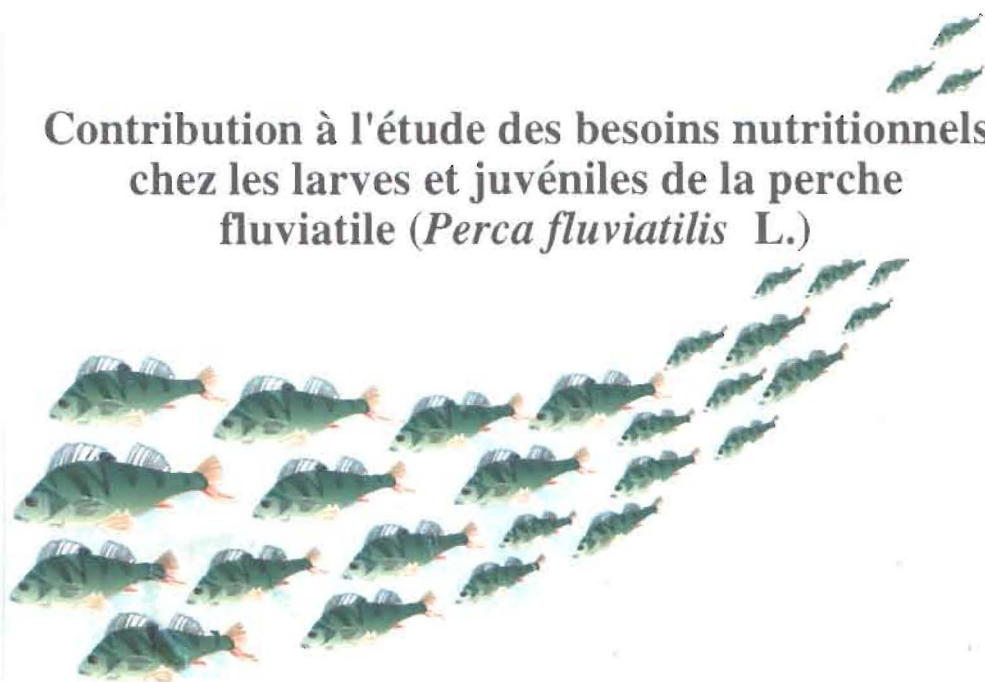 Contribution à l'étude des besoins nutritionnels
chez les larves et juvéniles de la perche
fluviatile (Perca fluviatilis L.)